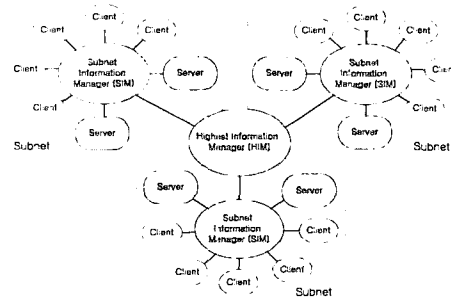 Client
Client
Client
Client
Client
Subnet
Information
Manager (SIM)
Server
Server
Subnet
Client
Client
Client
Client
Client
Subnet
Information
Manager (SIM)
Server
Server
Subnet
Highest Information
Manager (HIM)
Server
Server
Subnet
Information
Manager (SIM)
Client
Client
Client
Client
Client
Subnet